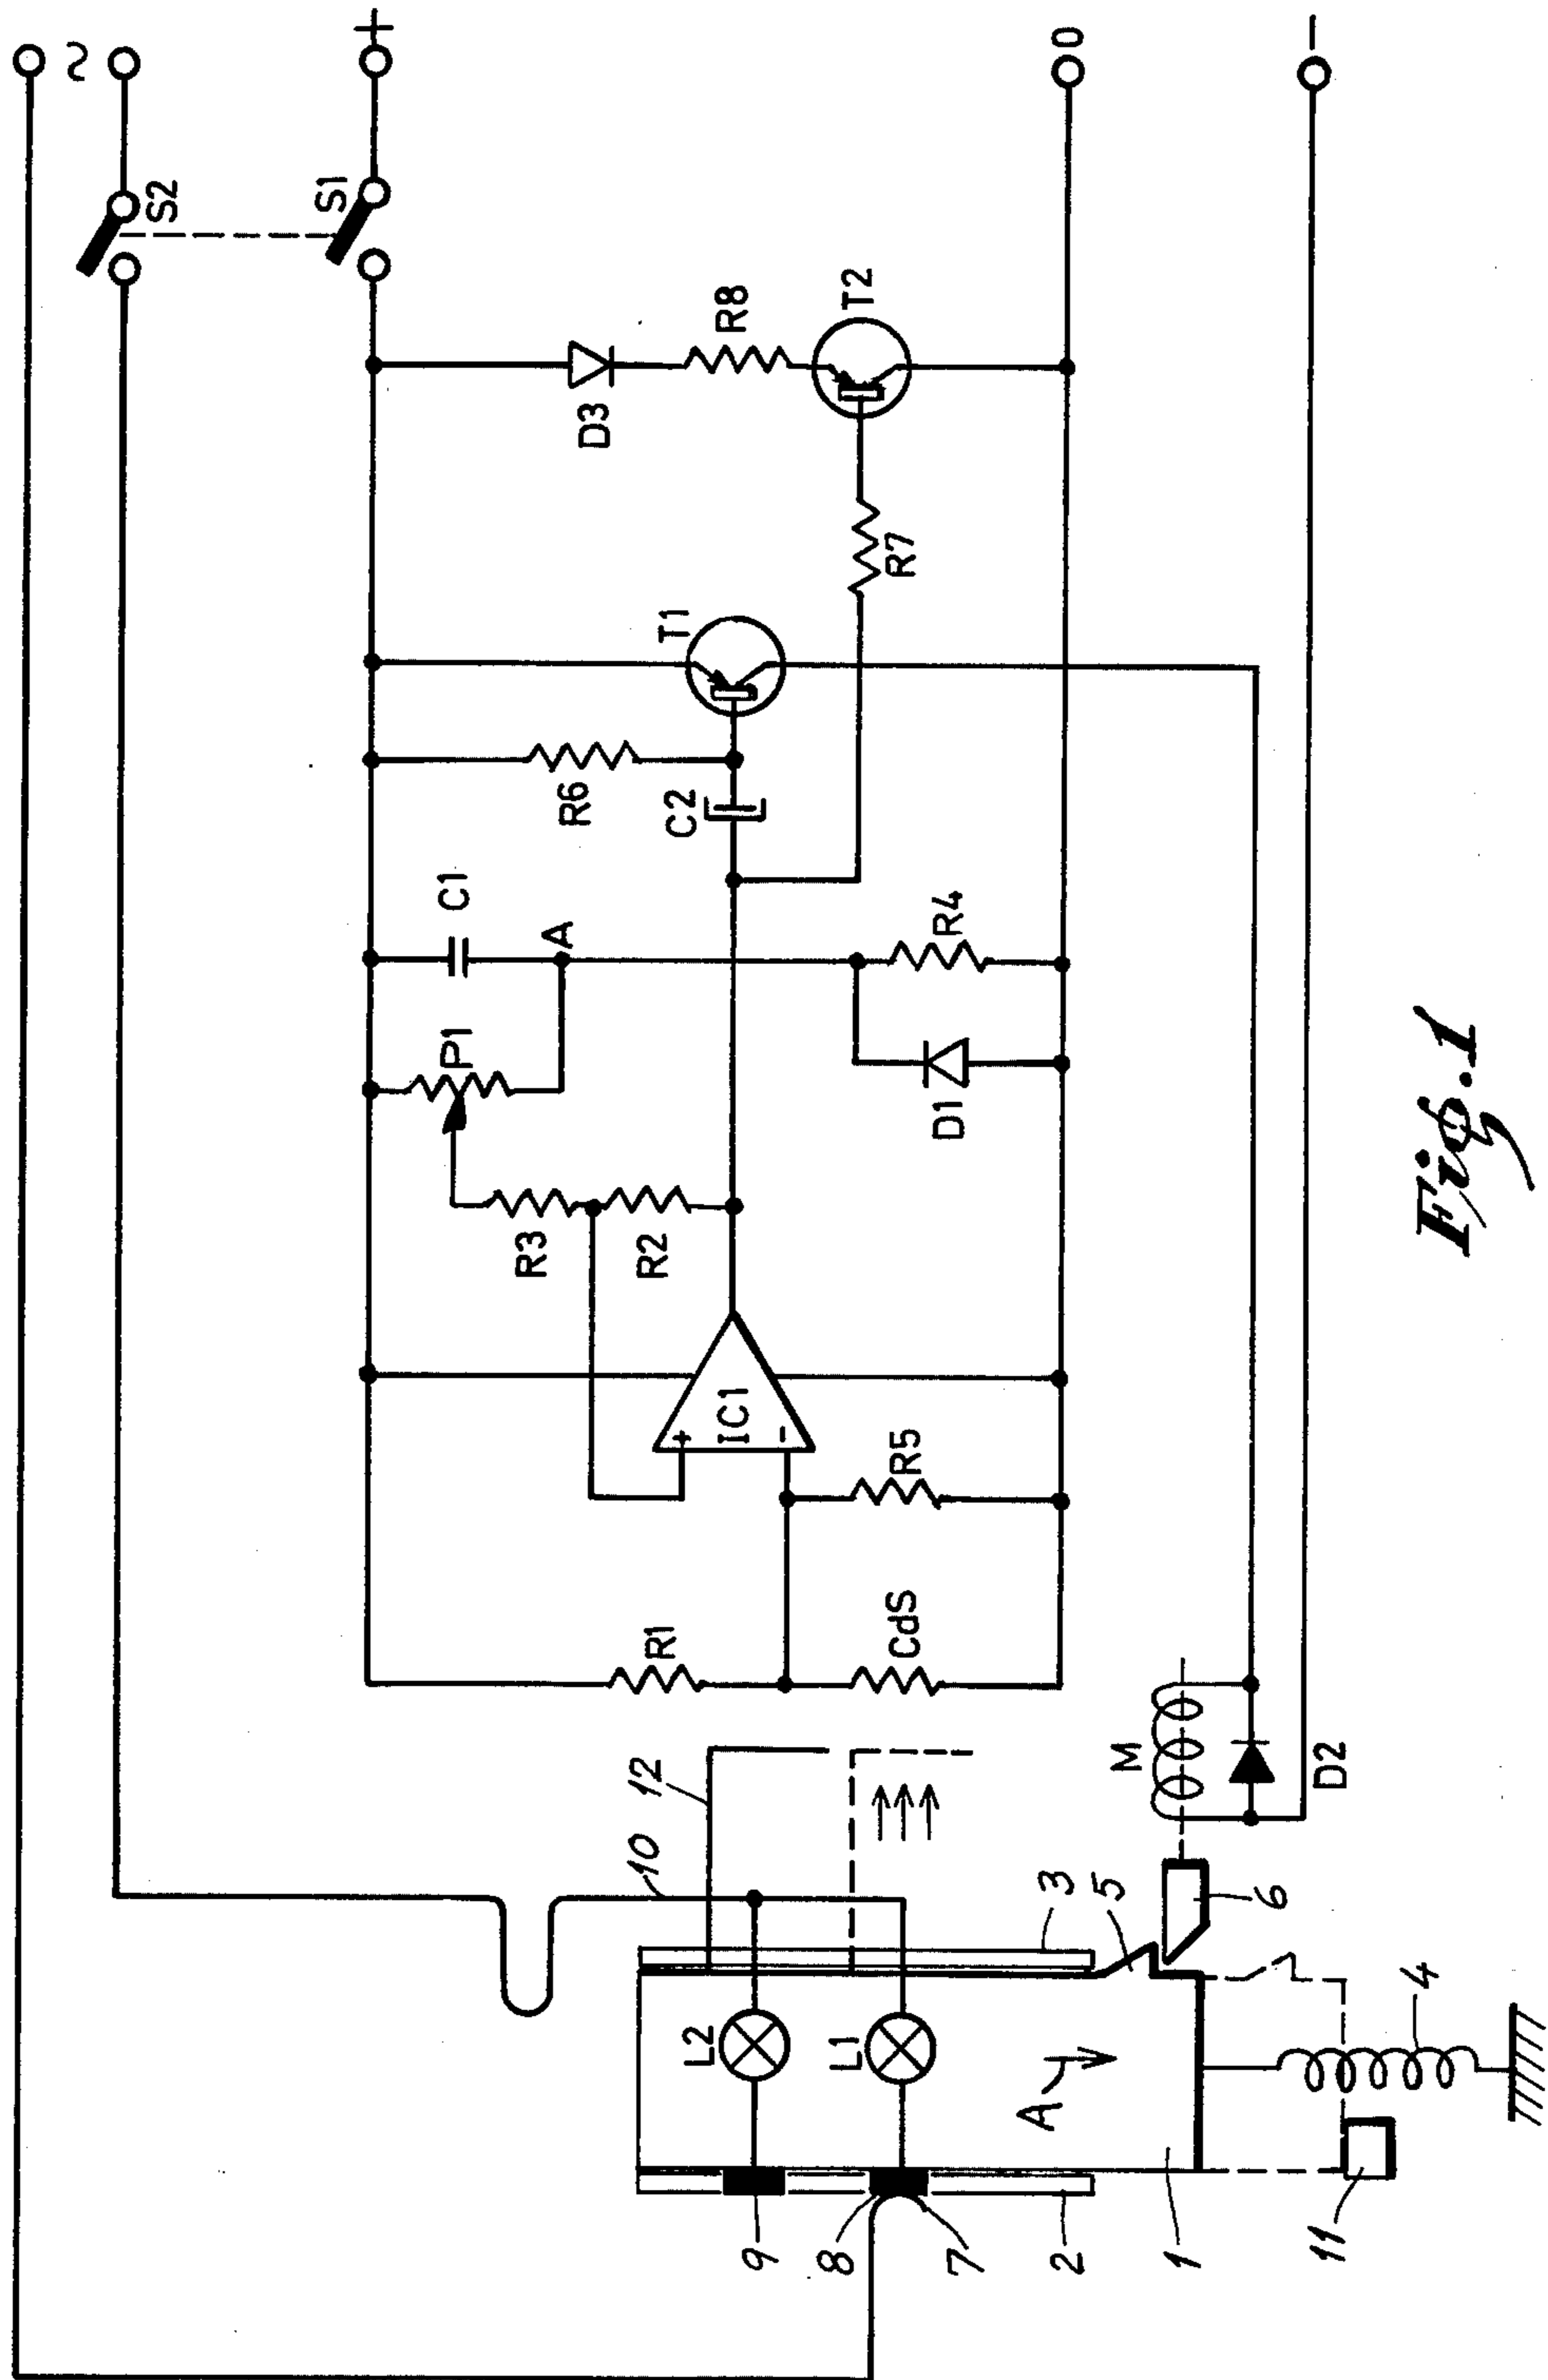 ~
+
0
−
S2
S1
D3
R8
T2
R7
T1
R6
C2
C1
A
P1
R4
D1
R3
R2
+
IC1
−
R5
R1
CdS
12
10
M
D2
3
5
6
L2
L1
A
4
9
8
7
2
1
11
Fig.1